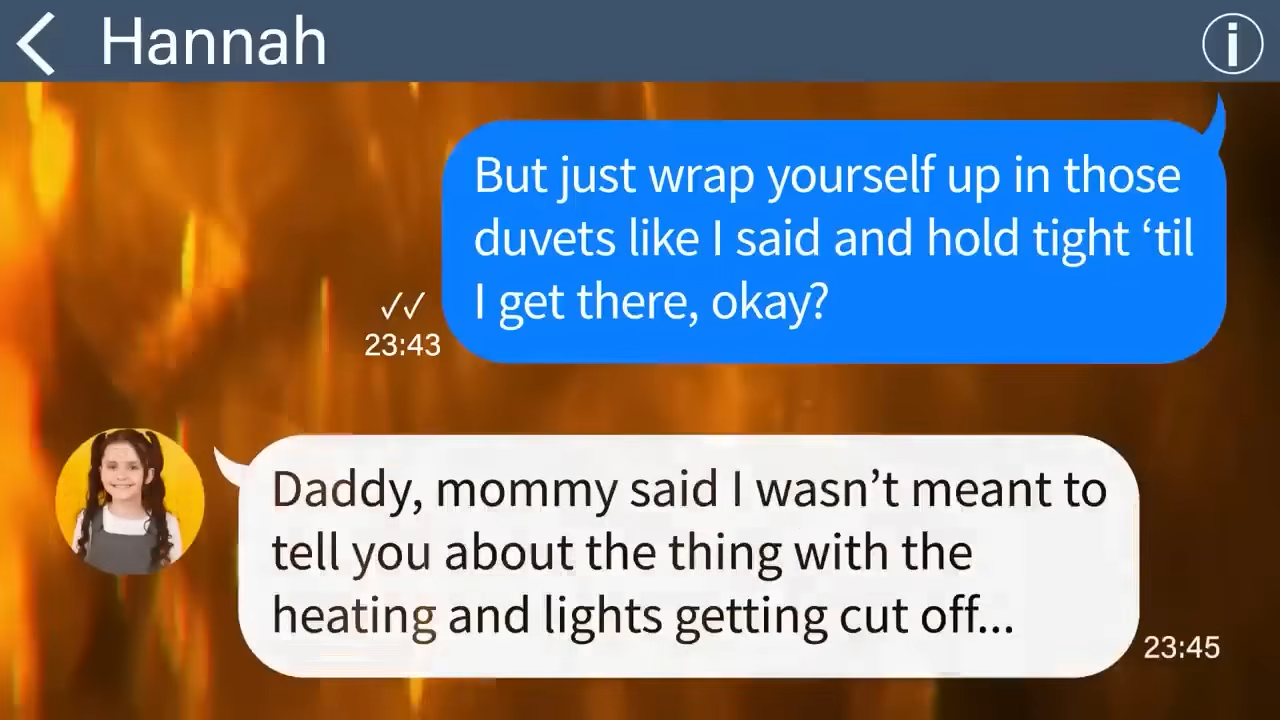 Hannah
But just wrap yourself up in those
duvets like I said and hold tight ‘til
I get there, okay?
23:43
Daddy, mommy said I wasn’t meant to
tell you about the thing with the
heating and lights getting cut off...
23:45